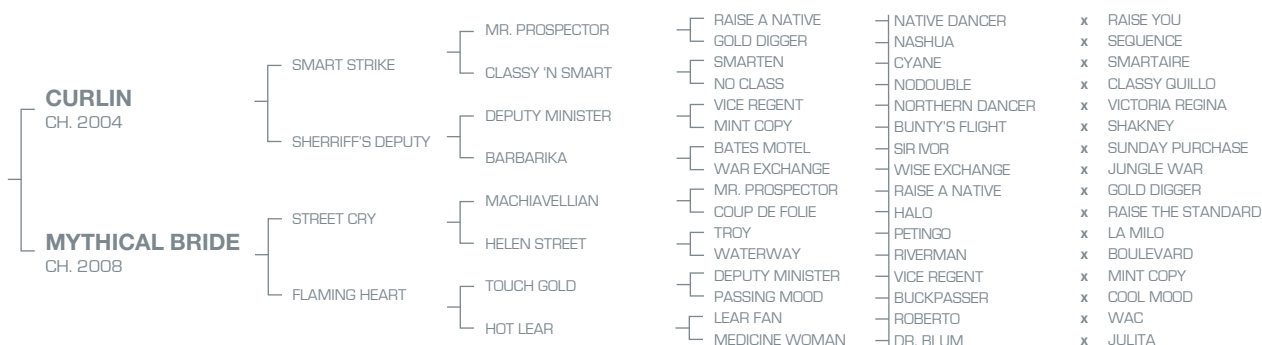 RAISE A NATIVE NATIVE DANCER x RAISE YOU
MR. PROSPECTOR
GOLD DIGGER NASHUA x SEQUENCE
SMART STRIKE
SMARTEN CYANE x SMARTAIRE
CLASSY 'N SMART
NO CLASS NODOUBLE x CLASSY QUILLO
CURLIN
CH. 2004
VICE REGENT NORTHERN DANCER x VICTORIA REGINA
DEPUTY MINISTER
MINT COPY BUNTY'S FLIGHT x SHAKNEY
SHERRIFF'S DEPUTY
BATES MOTEL SIR IVOR x SUNDAY PURCHASE
BARBARIKA
WAR EXCHANGE WISE EXCHANGE x JUNGLE WAR
MR. PROSPECTOR RAISE A NATIVE x GOLD DIGGER
MACHIAVELLIAN
COUP DE FOLIE HALO x RAISE THE STANDARD
STREET CRY
TROY PETINGO x LA MILO
HELEN STREET
WATERWAY RIVERMAN x BOULEVARD
MYTHICAL BRIDE
CH. 2008
DEPUTY MINISTER VICE REGENT x MINT COPY
TOUCH GOLD
PASSING MOOD BUCKPASSER x COOL MOOD
FLAMING HEART
LEAR FAN ROBERTO x WAC
HOT LEAR
MEDICINE WOMAN DR. BLUM x JULITA